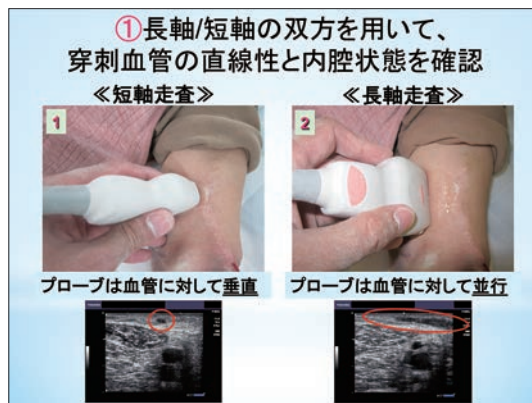 ①長軸/短軸の双方を用いて、
穿刺血管の直線性と内腔状態を確認
≪短軸走査≫
≪長軸走査≫
1
2
プローブは血管に対して垂直
プローブは血管に対して並行